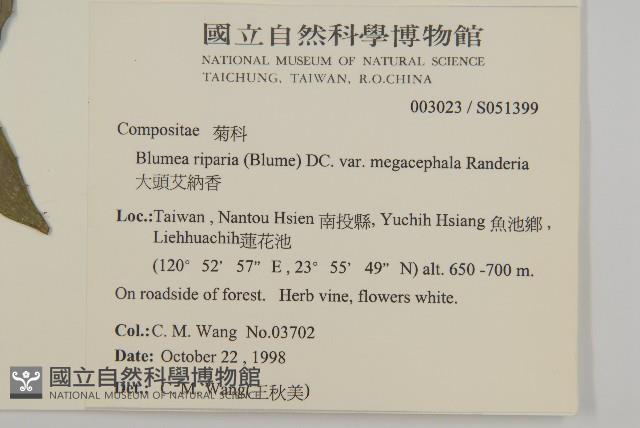 國立自然科學博物館
NATIONAL MUSEUM OF NATURAL SCIENCE
TAICHUNG, TAIWAN, R.O.CHINA
003023 / S051399
Compositae 菊科
Blumea riparia (Blume) DC. var. megacephala Randeria
大頭艾納香
Loc.:Taiwan , Nantou Hsien 南投縣, Yuchih Hsiang 魚池鄉 ,
Liehhuachih蓮花池
(120° 52’ 57” E , 23° 55’ 49” N) alt. 650 -700 m.
On roadside of forest. Herb vine, flowers white.
Col.: C. M. Wang No.03702
Date: October 22 , 1998
Det.: C. M. Wang(王秋美)
國立自然科學博物館
NATIONAL MUSEUM OF NATURAL SCIENCE